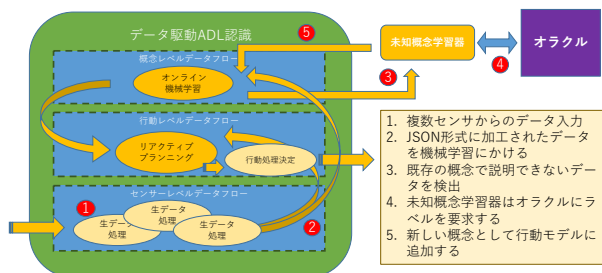 データ駆動ADL認識
概念レベルデータフロー
オンライン
機械学習
行動レベルデータフロー
リアクティブ
プランニング
行動処理決定
センサーレベルデータフロー
生データ
処理
生データ
処理
生データ
処理
1
2
3
4
5
未知概念学習器
オラクル
1. 複数センサからのデータ入力
2. JSON形式に加工されたデータ
を機械学習にかける
3. 既存の概念で説明できないデー
タを検出
4. 未知概念学習器はオラクルにラ
ベルを要求する
5. 新しい概念として行動モデルに
追加する